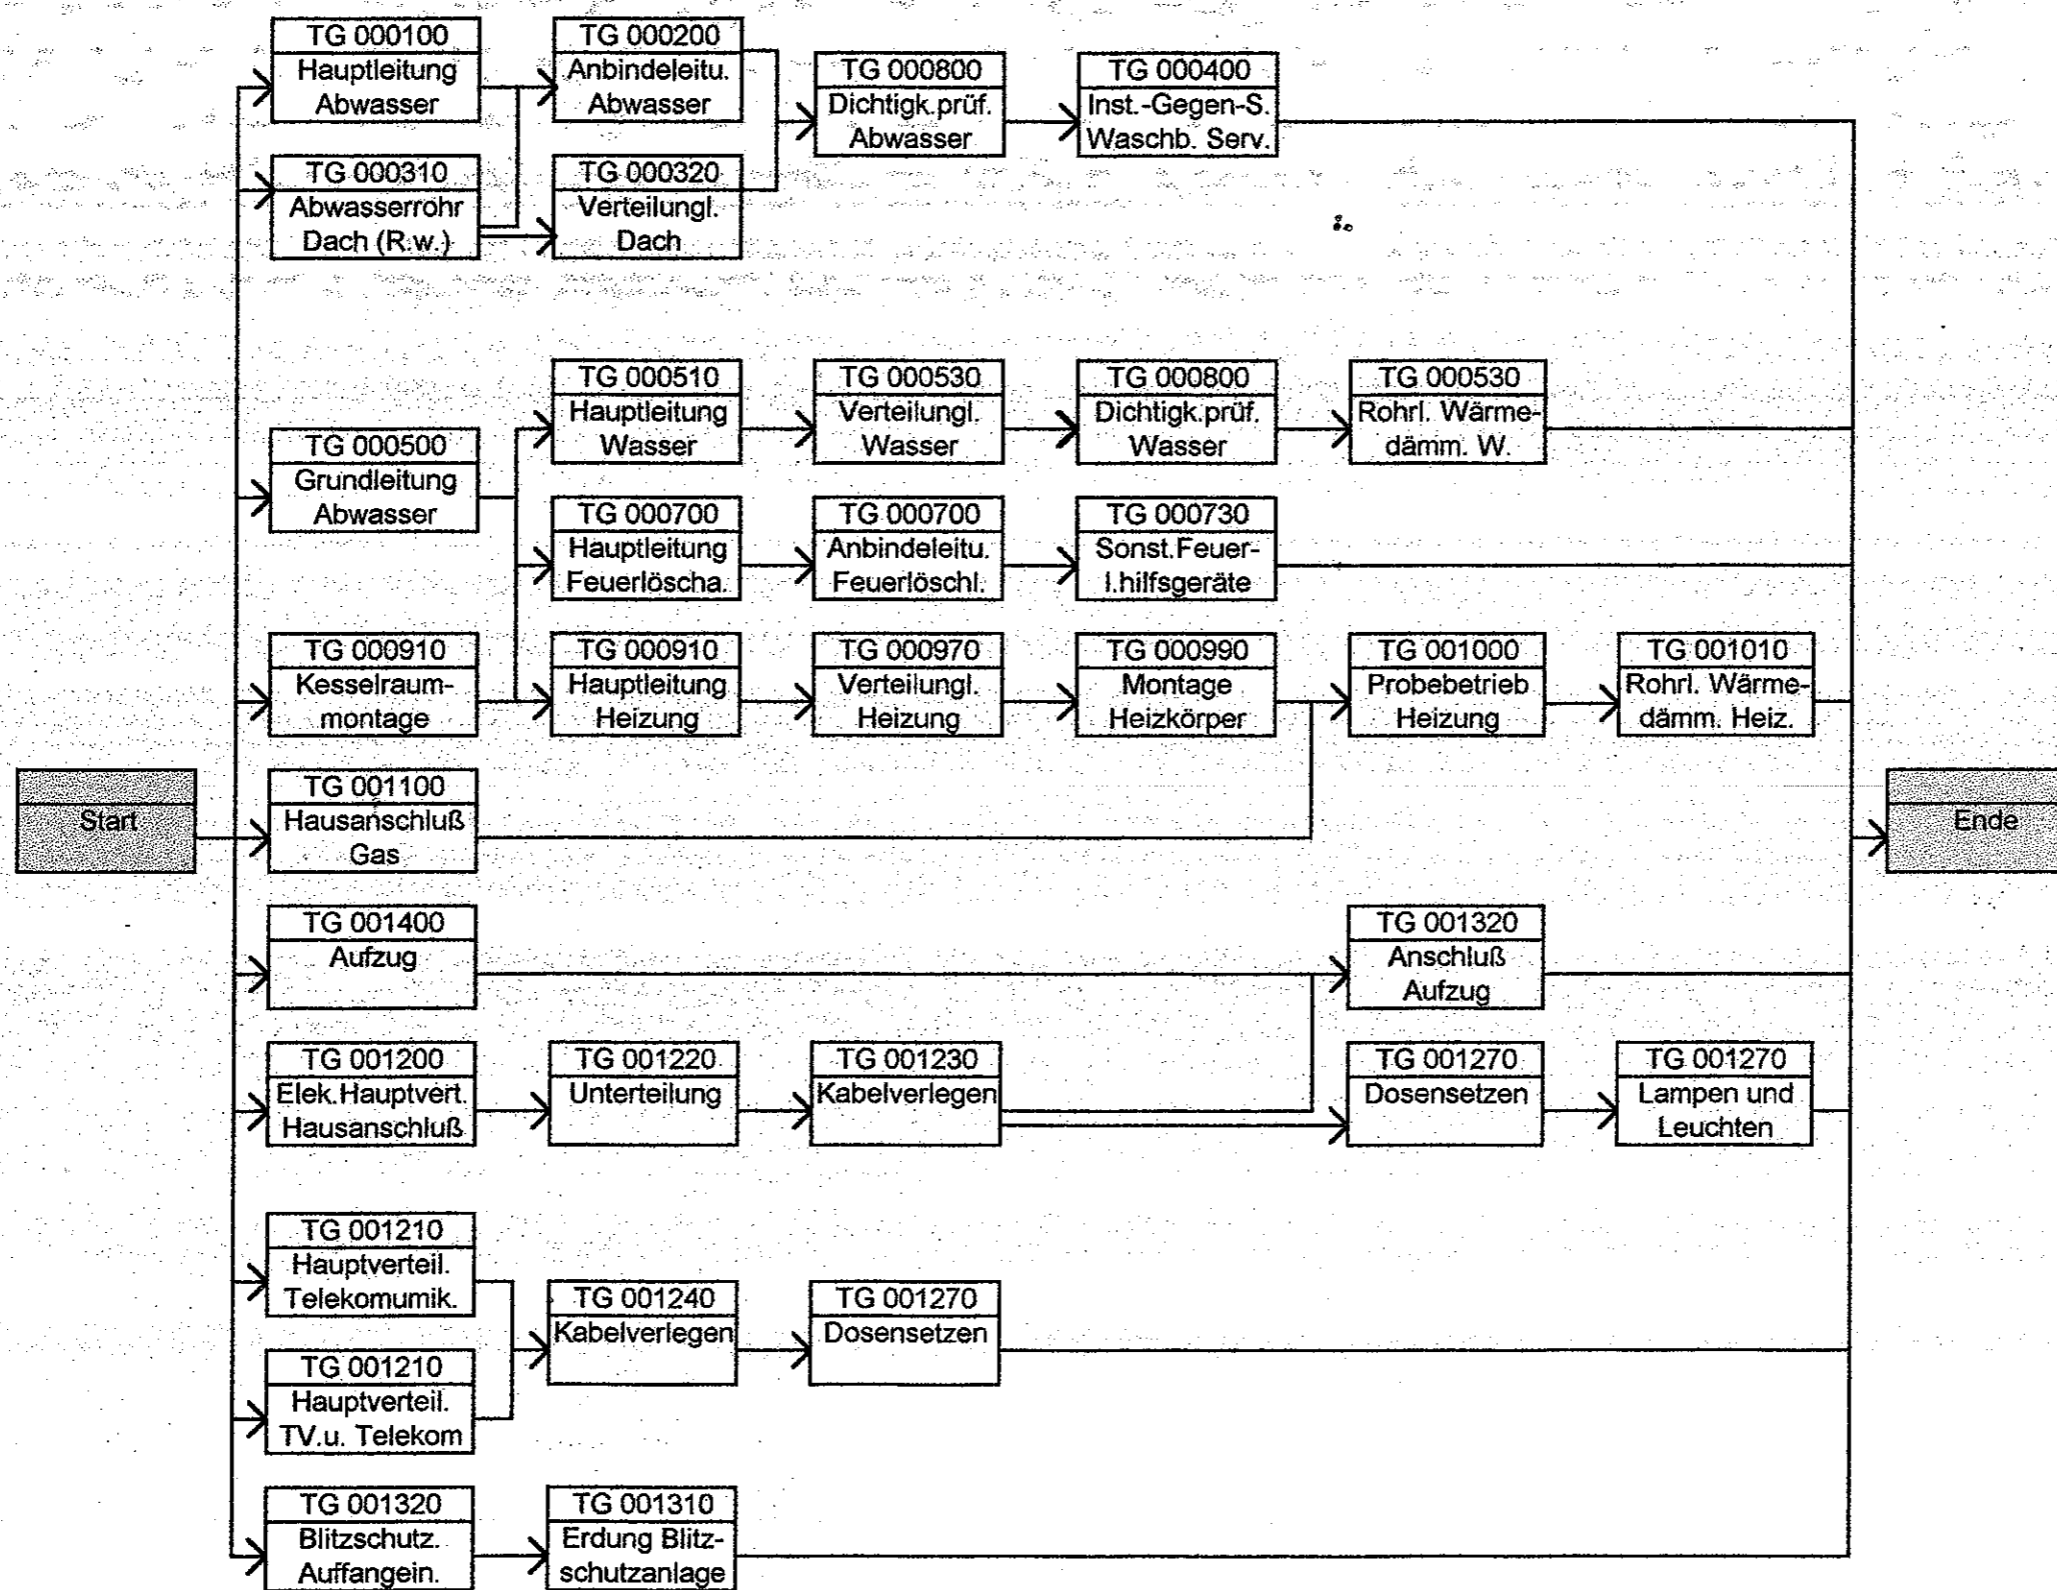 TG 000100
Hauptleitung
Abwasser
TG 000200
Anbindeleitu.
Abwasser
TG 000800
Dichtigk.prüf.
Abwasser
TG 000400
Inst.-Gegen-S.
Waschb. Serv.
TG 000310
Abwasserrohr
Dach (R.w.)
TG 000320
Verteilungl.
Dach
TG 000500
Grundleitung
Abwasser
TG 000510
Hauptleitung
Wasser
TG 000530
Verteilungl.
Wasser
TG 000800
Dichtigk.prüf.
Wasser
TG 000530
Rohrl. Wärme-
dämm. W.
TG 000700
Hauptleitung
Feuerlöscha.
TG 000700
Anbindeleitu.
Feuerlöschl.
TG 000730
Sonst.Feuer-
l.hilfsgeräte
TG 000910
Kesselraum-
montage
TG 000910
Hauptleitung
Heizung
TG 000970
Verteilungl.
Heizung
TG 000990
Montage
Heizkörper
TG 001000
Probebetrieb
Heizung
TG 001010
Rohrl. Wärme-
dämm. Heiz.
Start
TG 001100
Hausanschluß
Gas
Ende
TG 001400
Aufzug
TG 001320
Anschluß
Aufzug
TG 001200
Elek.Hauptvert.
Hausanschluß
TG 001220
Unterteilung
TG 001230
Kabelverlegen
TG 001270
Dosensetzen
TG 001270
Lampen und
Leuchten
TG 001210
Hauptverteil.
Telekomumik.
TG 001240
Kabelverlegen
TG 001270
Dosensetzen
TG 001210
Hauptverteil.
TV.u. Telekom
TG 001320
Blitzschutz.
Auffangein.
TG 001310
Erdung Blitz-
schutzanlage